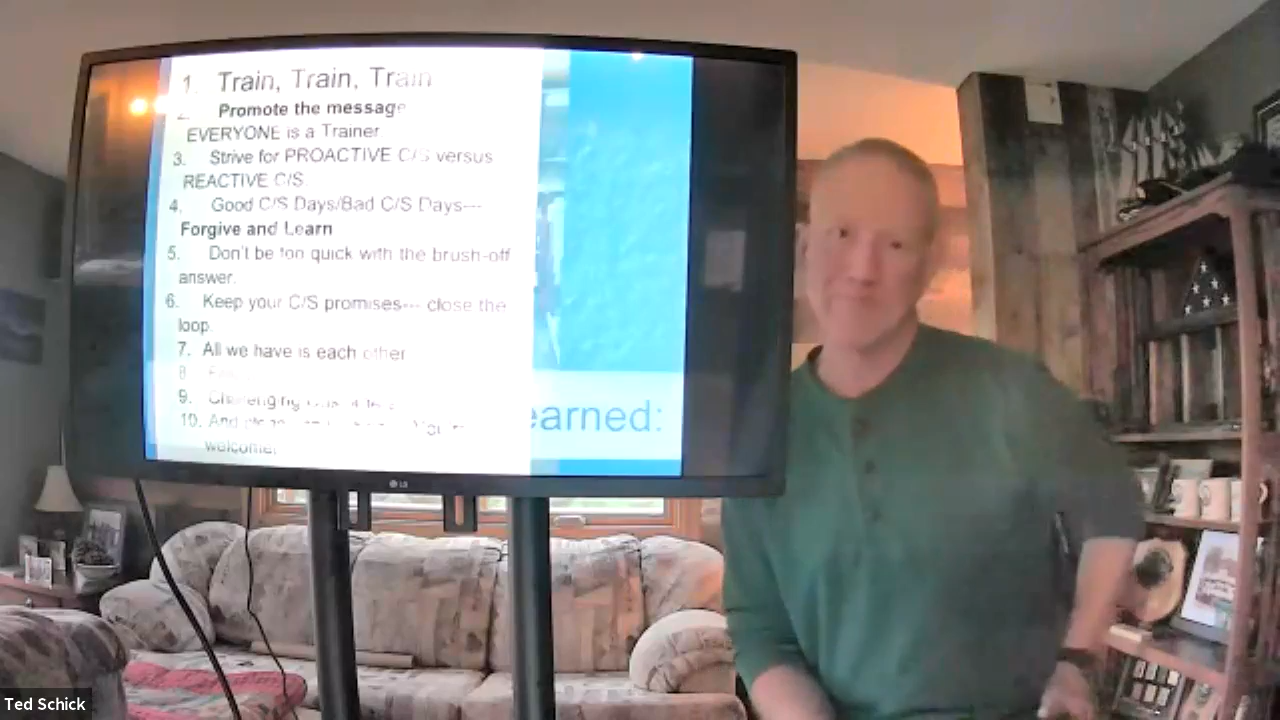 1. Train, Train, Train
2. Promote the message
EVERYONE is a Trainer
3. Strive for PROACTIVE C/S versus
REACTIVE C/S.
4. Good C/S Days/Bad C/S Days---
Forgive and Learn
5. Don't be too quick with the brush-off
answer.
6. Keep your C/S promises--- close the
loop.
7. All we have is each other
8.
9.
10. And
welcome!
earned:
LG
Ted Schick